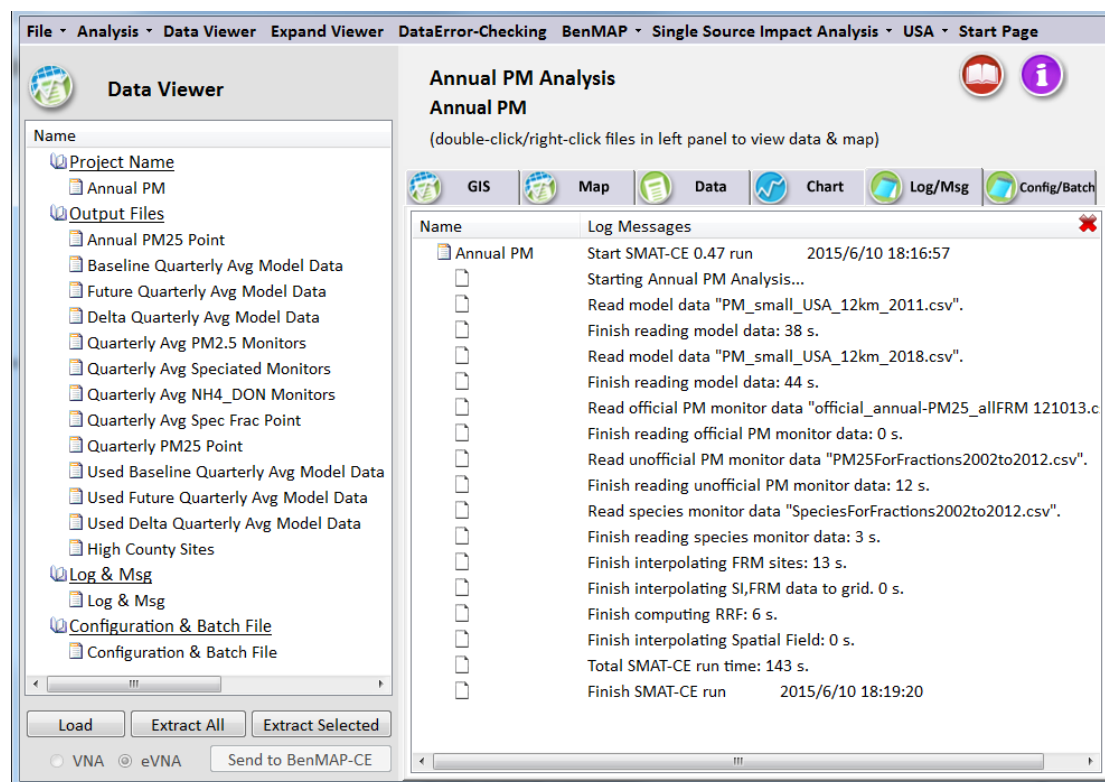 File Analysis Data Viewer Expand Viewer DataError-Checking BenMAP Single Source Impact Analysis USA Start Page
Data Viewer
Name
Project Name
Annual PM
Output Files
Annual PM25 Point
Baseline Quarterly Avg Model Data
Future Quarterly Avg Model Data
Delta Quarterly Avg Model Data
Quarterly Avg PM2.5 Monitors
Quarterly Avg Speciated Monitors
Quarterly Avg NH4_DON Monitors
Quarterly Avg Spec Frac Point
Quarterly PM25 Point
Used Baseline Quarterly Avg Model Data
Used Future Quarterly Avg Model Data
Used Delta Quarterly Avg Model Data
High County Sites
Log & Msg
Log & Msg
Configuration & Batch File
Configuration & Batch File
Load Extract All Extract Selected
VNA eVNA Send to BenMAP-CE
Annual PM Analysis
Annual PM
(double-click/right-click files in left panel to view data & map)
GIS Map Data Chart Log/Msg Config/Batch
Name Log Messages
Annual PM Start SMAT-CE 0.47 run 2015/6/10 18:16:57
Starting Annual PM Analysis...
Read model data "PM_small_USA_12km_2011.csv".
Finish reading model data: 38 s.
Read model data "PM_small_USA_12km_2018.csv".
Finish reading model data: 44 s.
Read official PM monitor data "official_annual-PM25_allFRM 121013.c
Finish reading official PM monitor data: 0 s.
Read unofficial PM monitor data "PM25ForFractions2002to2012.csv".
Finish reading unofficial PM monitor data: 12 s.
Read species monitor data "SpeciesForFractions2002to2012.csv".
Finish reading species monitor data: 3 s.
Finish interpolating FRM sites: 13 s.
Finish interpolating SI,FRM data to grid. 0 s.
Finish computing RRF: 6 s.
Finish interpolating Spatial Field: 0 s.
Total SMAT-CE run time: 143 s.
Finish SMAT-CE run 2015/6/10 18:19:20